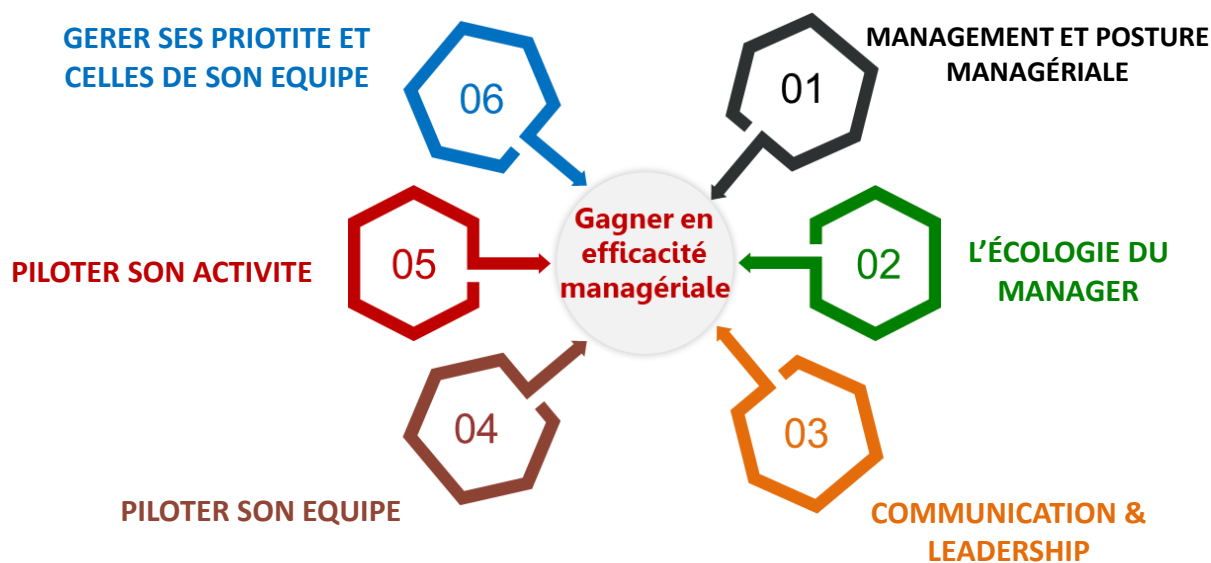 GERER SES PRIOTITE ET
CELLES DE SON EQUIPE
06
01
MANAGEMENT ET POSTURE
MANAGÉRIALE
Gagner en
efficacité
managériale
PILOTER SON ACTIVITE
05
02
L’ÉCOLOGIE DU
MANAGER
04
PILOTER SON EQUIPE
03
COMMUNICATION &
LEADERSHIP